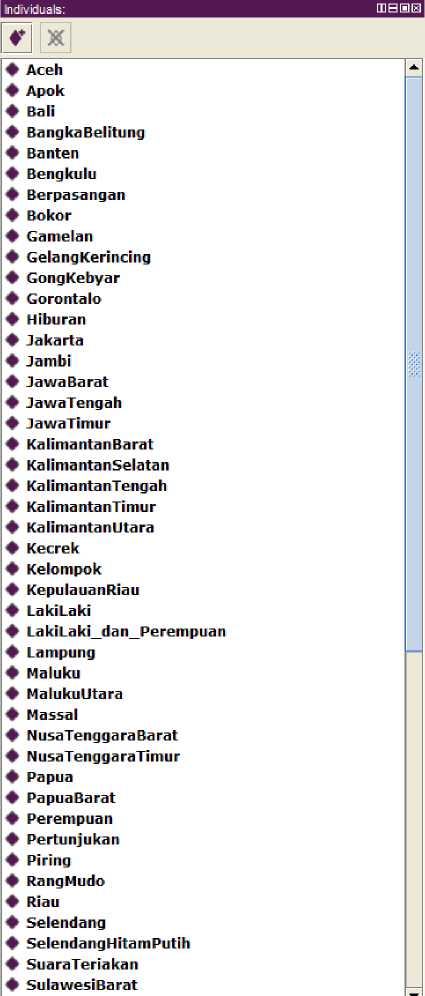 Individuals:
Aceh
Apok
Bali
BangkaBelitung
Banten
Bengkulu
Berpasangan
Bokor
Gamelan
GelangKerincing
GongKebyar
Gorontalo
Hiburan
Jakarta
Jambi
JawaBarat
JawaTengah
JawaTimur
KalimantanBarat
KalimantanSelatan
KalimantanTengah
KalimantanTimur
KalimantanUtara
Kecrek
Kelompok
KepulauanRiau
LakiLaki
LakiLaki_dan_Perempuan
Lampung
Maluku
MalukuUtara
Massal
NusaTenggaraBarat
NusaTenggaraTimur
Papua
PapuaBarat
Perempuan
Pertunjukan
Piring
RangMudo
Riau
Selendang
SelendangHitamPutih
SuaraTeriakan
SulawesiBarat